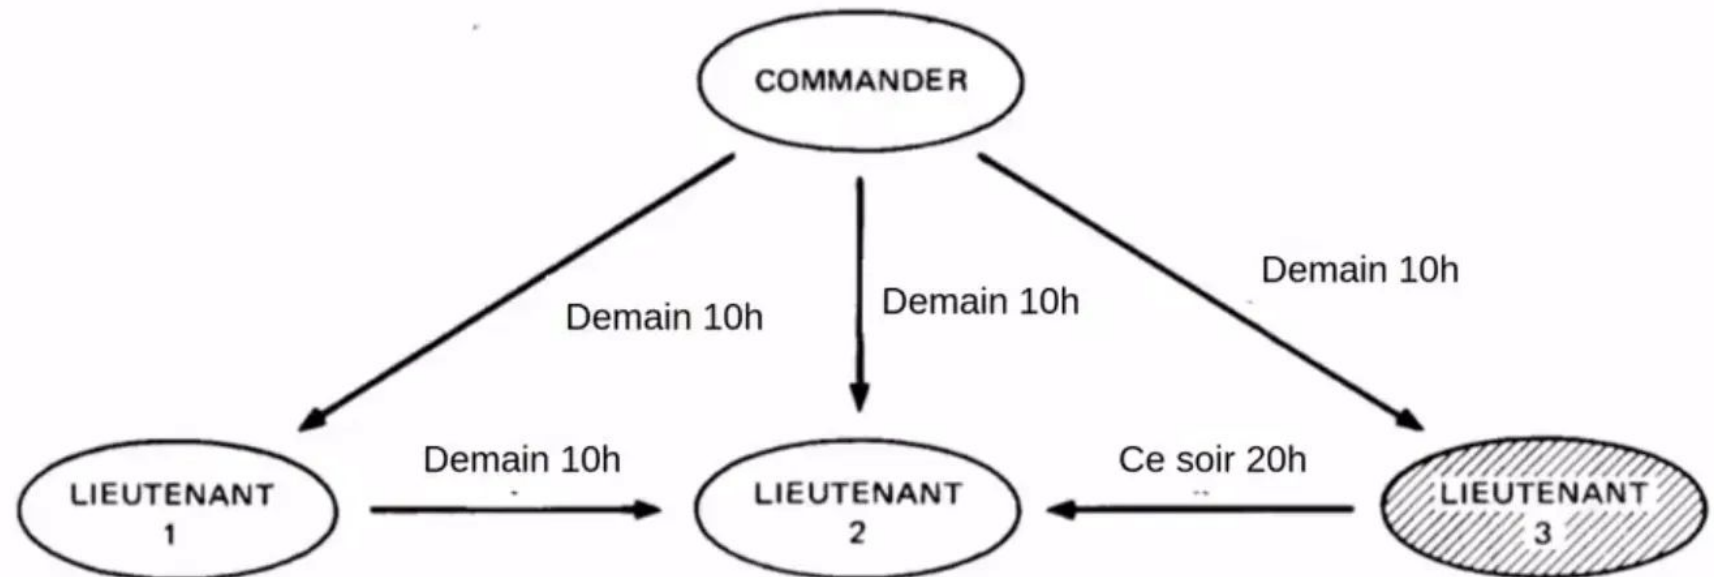 COMMANDER
Demain 10h
Demain 10h
Demain 10h
Demain 10h
Ce soir 20h
LIEUTENANT
1
LIEUTENANT
2
LIEUTENANT
3